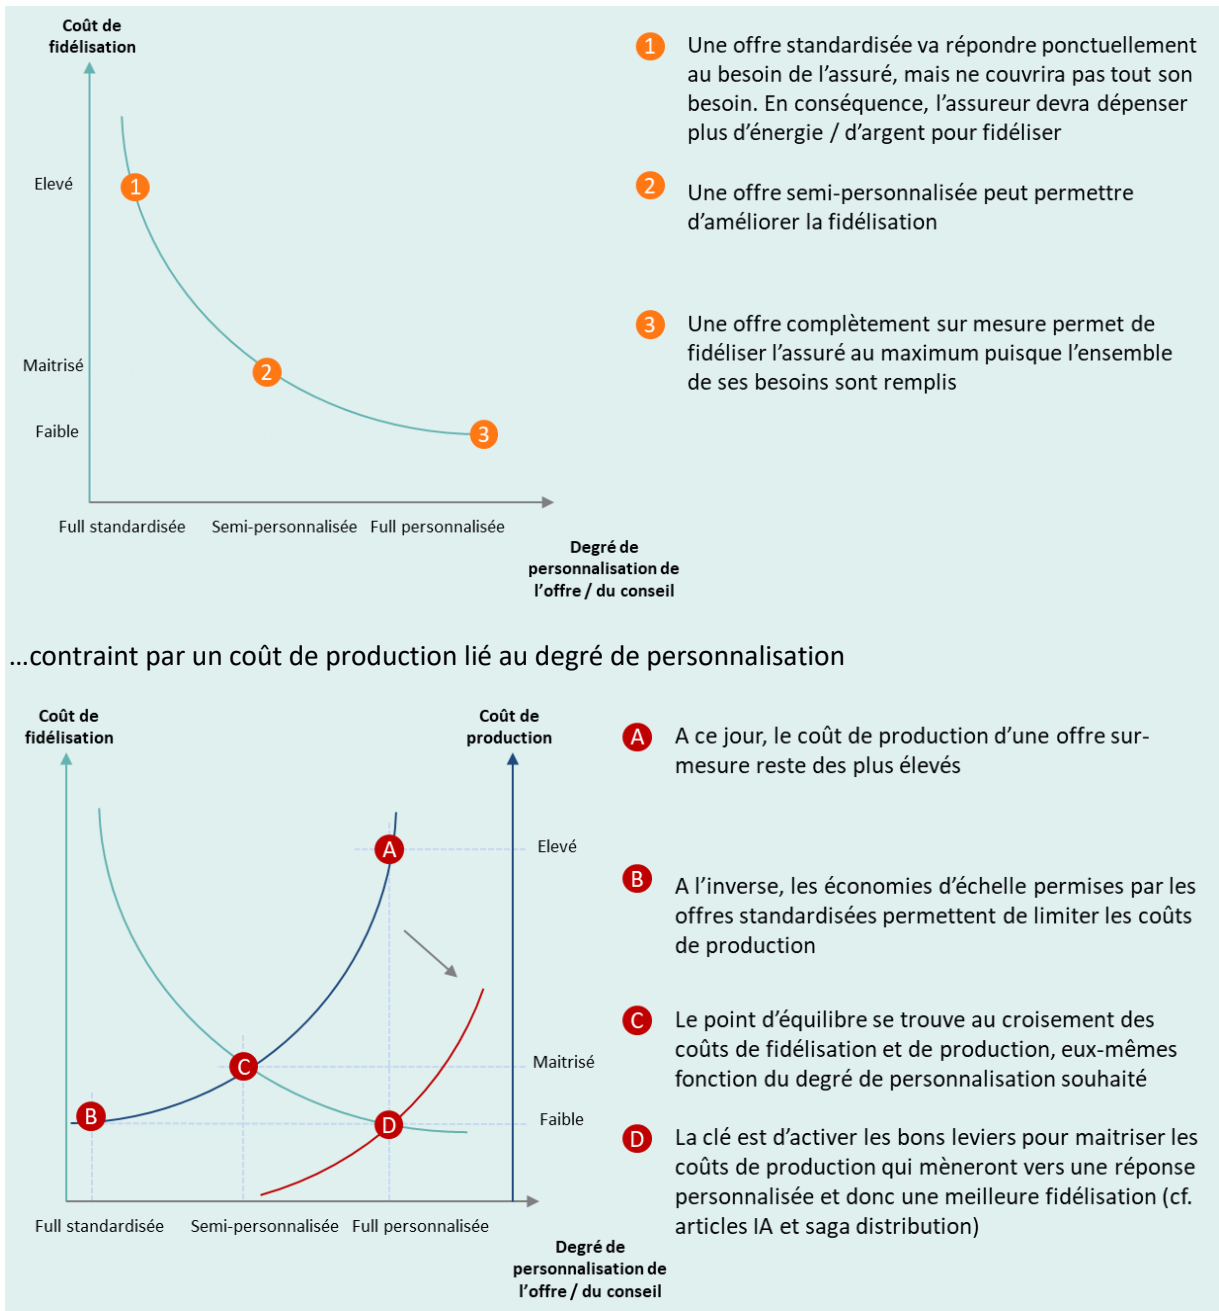 Coût de
fidélisation
Elevé
Maitrisé
Faible
1
2
3
Full standardisée
Semi-personnalisée
Full personnalisée
Degré de
personnalisation de
l'offre / du conseil
1
Une offre standardisée va répondre ponctuellement
au besoin de l'assuré, mais ne couvrira pas tout son
besoin. En conséquence, l'assureur devra dépenser
plus d'énergie / d'argent pour fidéliser
2
Une offre semi-personnalisée peut permettre
d'améliorer la fidélisation
3
Une offre complètement sur mesure permet de
fidéliser l'assuré au maximum puisque l'ensemble
de ses besoins sont remplis
...contraint par un coût de production lié au degré de personnalisation
Coût de
fidélisation
Coût de
production
A
B
C
D
Elevé
Maitrisé
Faible
Full standardisée
Semi-personnalisée
Full personnalisée
Degré de
personnalisation de
l'offre / du conseil
A
A ce jour, le coût de production d'une offre sur-
mesure reste des plus élevés
B
A l'inverse, les économies d'échelle permises par les
offres standardisées permettent de limiter les coûts
de production
C
Le point d'équilibre se trouve au croisement des
coûts de fidélisation et de production, eux-mêmes
fonction du degré de personnalisation souhaité
D
La clé est d'activer les bons leviers pour maitriser les
coûts de production qui mèneront vers une réponse
personnalisée et donc une meilleure fidélisation (cf.
articles IA et saga distribution)